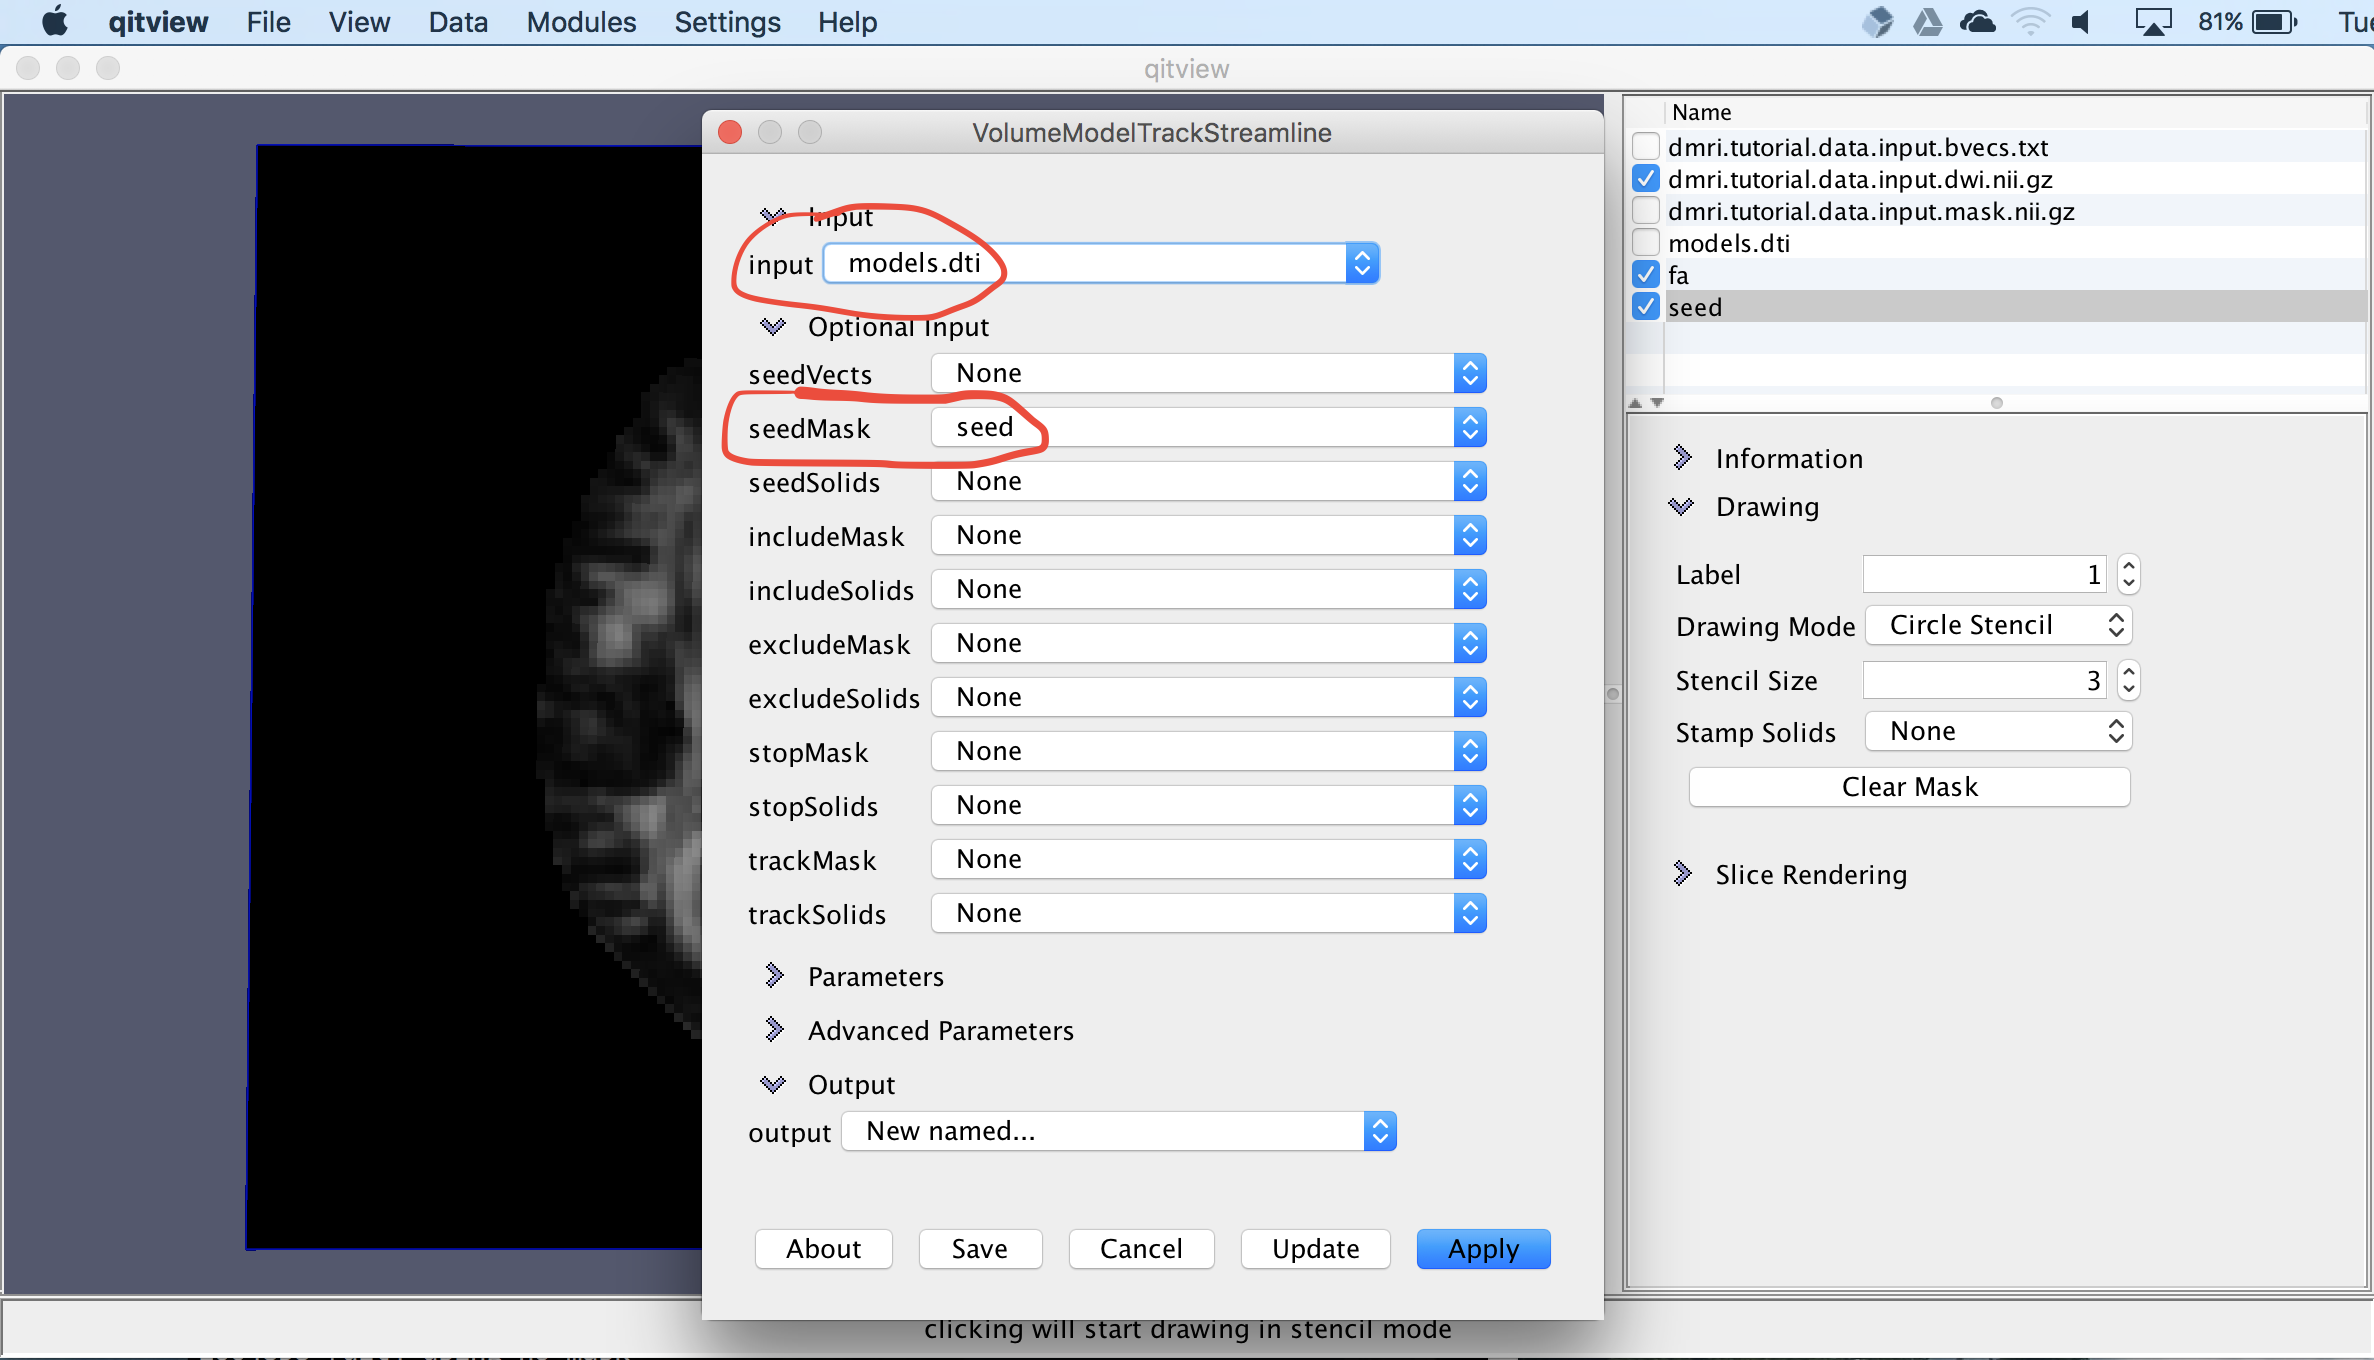 qitview File View Data Modules Settings Help 81%
qitview
VolumeModelTrackStreamline
Input
input models.dti
Optional Input
seedVects None
seedMask seed
seedSolids None
includeMask None
includeSolids None
excludeMask None
excludeSolids None
stopMask None
stopSolids None
trackMask None
trackSolids None
Parameters
Advanced Parameters
Output
output New named...
About Save Cancel Update Apply
Name
dmri.tutorial.data.input.bvecs.txt
dmri.tutorial.data.input.dwi.nii.gz
dmri.tutorial.data.input.mask.nii.gz
models.dti
fa
seed
Information
Drawing
Label 1
Drawing Mode Circle Stencil
Stencil Size 3
Stamp Solids None
Clear Mask
Slice Rendering
clicking will start drawing in stencil mode